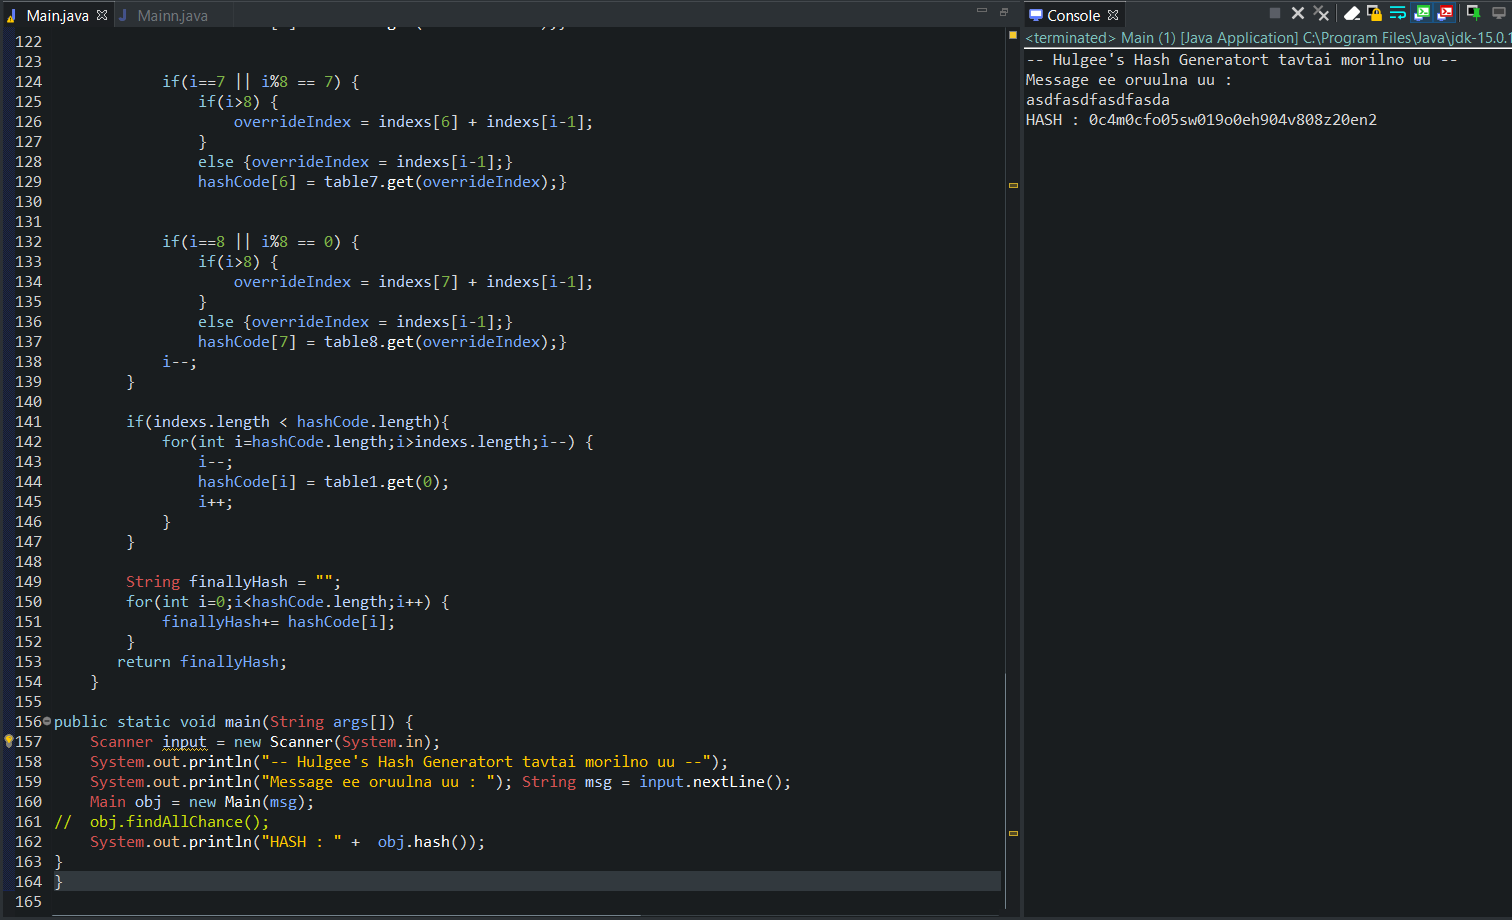 Main.java
Mainn.java
122
123
124 if(i==7 || i%8 == 7) {
125 if(i>8) {
126 overrideIndex = indexs[6] + indexs[i-1];
127 }
128 else {overrideIndex = indexs[i-1];}
129 hashCode[6] = table7.get(overrideIndex);}
130
131
132 if(i==8 || i%8 == 0) {
133 if(i>8) {
134 overrideIndex = indexs[7] + indexs[i-1];
135 }
136 else {overrideIndex = indexs[i-1];}
137 hashCode[7] = table8.get(overrideIndex);}
138 i--;
139 }
140
141 if(indexs.length < hashCode.length){
142 for(int i=hashCode.length;i>indexs.length;i--) {
143 i--;
144 hashCode[i] = table1.get(0);
145 i++;
146 }
147 }
148
149 String finallyHash = "";
150 for(int i=0;i<hashCode.length;i++) {
151 finallyHash+= hashCode[i];
152 }
153 return finallyHash;
154 }
155
156 public static void main(String args[]) {
157 Scanner input = new Scanner(System.in);
158 System.out.println("-- Hulgee's Hash Generatort tavtai morilno uu --");
159 System.out.println("Message ee oruulna uu : "); String msg = input.nextLine();
160 Main obj = new Main(msg);
161 // obj.findAllChance();
162 System.out.println("HASH : " + obj.hash());
163 }
164 }
165
Console
<terminated> Main (1) [Java Application] C:\Program Files\Java\jdk-15.0.1
-- Hulgee's Hash Generatort tavtai morilno uu --
Message ee oruulna uu :
asdfasdfasdfasda
HASH : 0c4m0cfo05sw019o0eh904v808z20en2